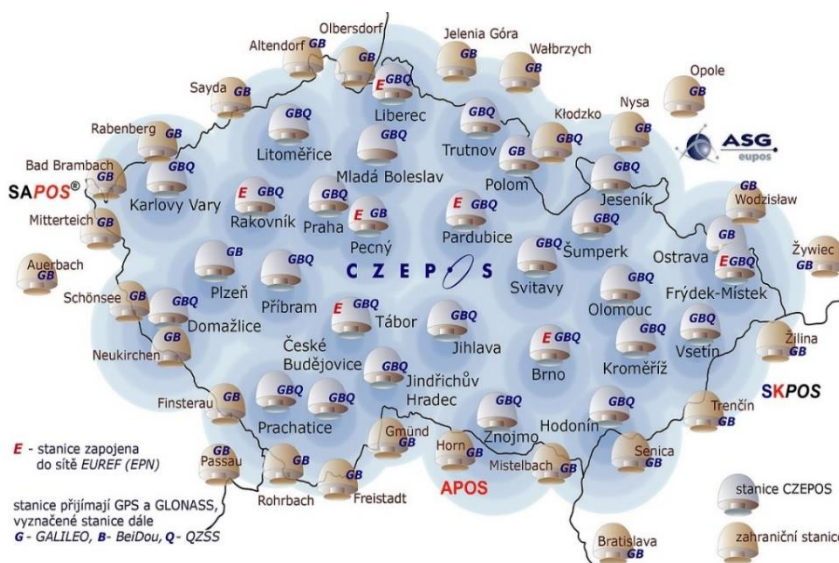 Olbersdorf
Jelenia Góra
Altendorf
GB
GB
GB
Wałbrzych
GB
Opole
GB
Sayda
GB
E GBQ
Liberec
Kłodzko
Nysa
GB
Rabenberg
GB
GBQ
Litoměřice
GBQ
Mladá Boleslav
GBQ
Trutnov
GB
GB
Polom
ASG
eupos
Bad Brambach
GB
SAPOS®
GBQ
Karlovy Vary
E GBQ
Rakovník
GBQ
Praha
E GB
Pecný
E GBQ
Pardubice
GBQ
Jeseník
GB
Wodzisław
Mitterteich
GB
GBQ
Šumperk
GB
Ostrava
Auerbach
GB
GB
Plzeň
GBQ
Příbram
CZEPOS
GBQ
Svitavy
E GBQ
Frýdek-Místek
Żywiec
GB
Schönsee
GB
GBQ
Domažlice
GBQ
Olomouc
E GBQ
Tábor
České
Budějovice
GBQ
Jihlava
E GBQ
Brno
GBQ
Kroměříž
GBQ
Vsetín
Žilina
GB
Neukirchen
GB
GBQ
Jindřichův
Hradec
SKPOS
Finsterau
GB
GBQ
GBQ
Prachatice
GBQ
Znojmo
GBQ
Hodonín
Trenčín
GB
E - stanice zapojena
do sítě EUREF (EPN)
GB
Passau
GB
Rohrbach
GB
Freistadt
Gmünd
GB
Horn
GB
APOS
Mistelbach
GB
Senica
GB
stanice CZEPOS
stanice přijímají GPS a GLONASS,
vyznačené stanice dále
G - GALILEO, B - BeiDou, Q - QZSS
Bratislava
GB
zahraniční stanice